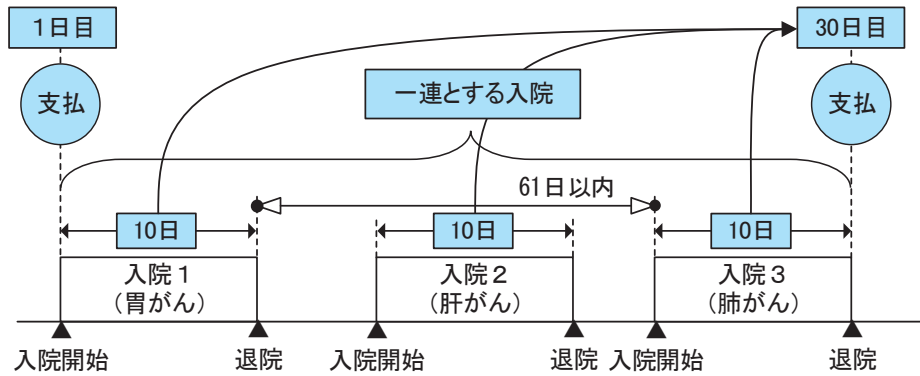 1日目
30日目
支払
支払
一連とする入院
61日以内
10日
10日
10日
入院1
(胃がん)
入院2
(肝がん)
入院3
(肺がん)
入院開始
退院
入院開始
退院
入院開始
退院